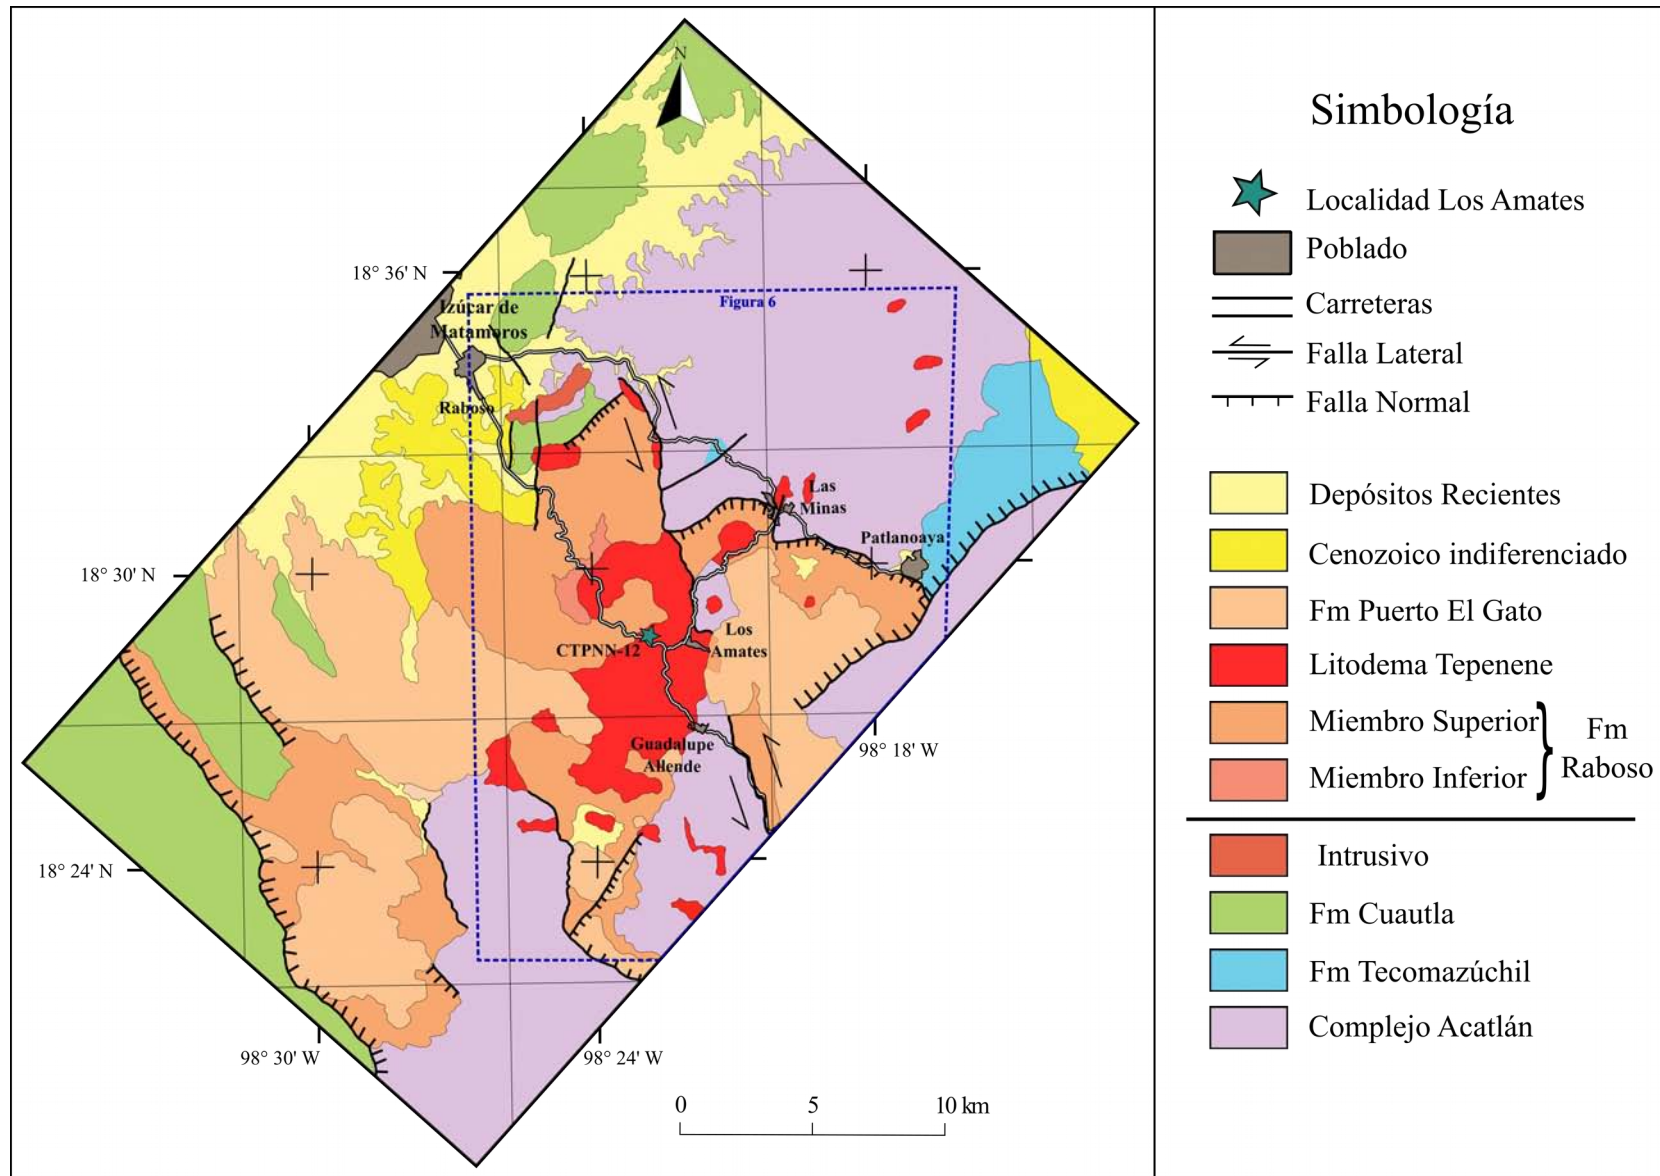 N
18° 36' N
Izúcar de
Matamoros
Figura 6
Raboso
Las
Minas
Patlanoaya
18° 30' N
Los
Amates
CTPNN-12
Guadalupe
Allende
98° 18' W
18° 24' N
98° 30' W
98° 24' W
0 5 10 km
Simbología
Localidad Los Amates
Poblado
Carreteras
Falla Lateral
Falla Normal
Depósitos Recientes
Cenozoico indiferenciado
Fm Puerto El Gato
Litodema Tepenene
Miembro Superior
Miembro Inferior
Fm
Raboso
Intrusivo
Fm Cuautla
Fm Tecomazúchil
Complejo Acatlán